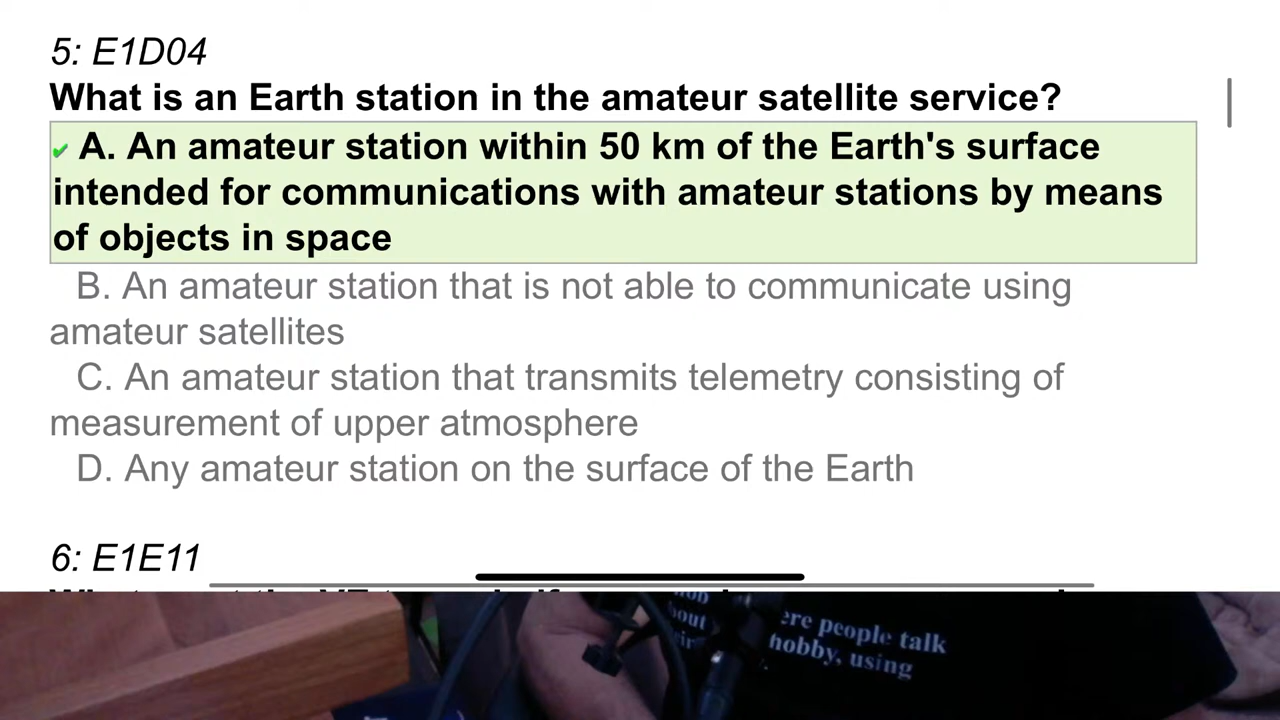 5: E1D04
What is an Earth station in the amateur satellite service?
✔ A. An amateur station within 50 km of the Earth's surface
intended for communications with amateur stations by means
of objects in space
B. An amateur station that is not able to communicate using
amateur satellites
C. An amateur station that transmits telemetry consisting of
measurement of upper atmosphere
D. Any amateur station on the surface of the Earth
6: E1E11
people talk
hobby, using